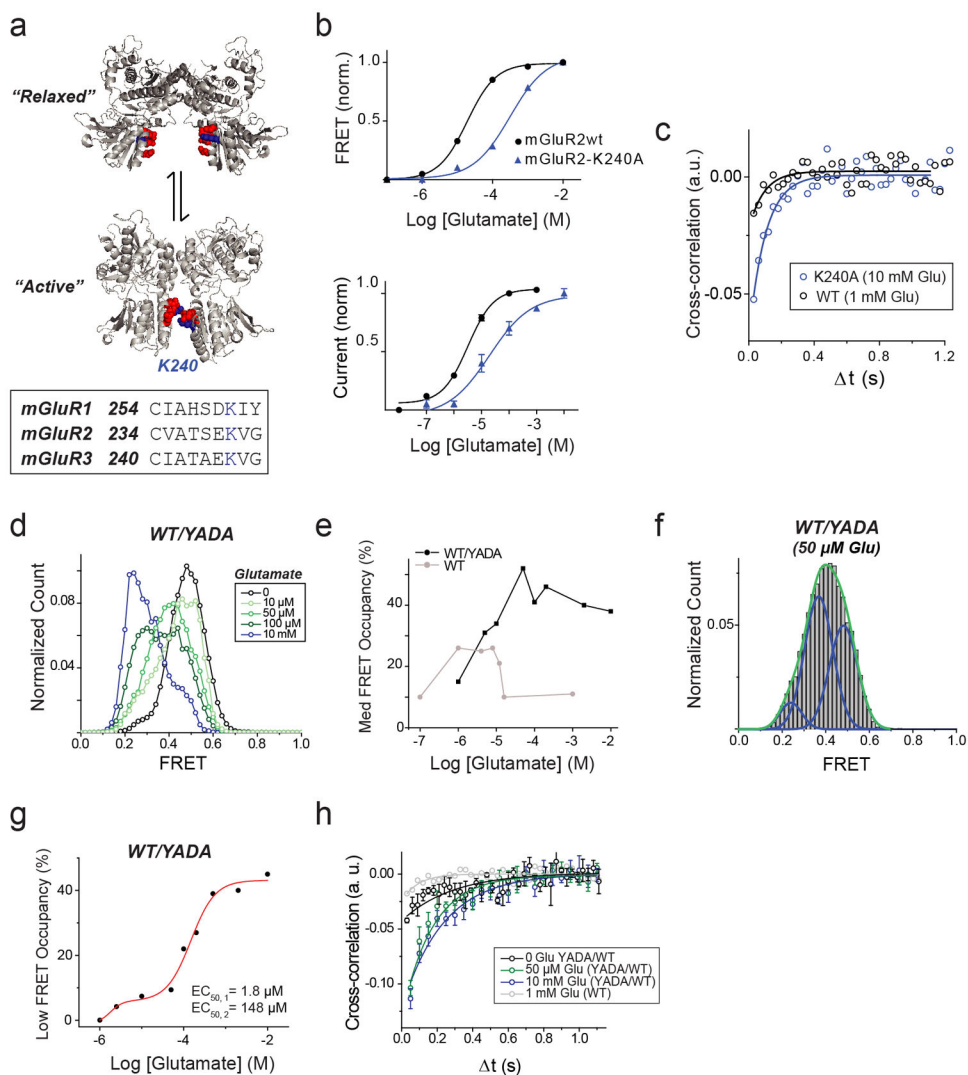 a
“Relaxed”
“Active”
K240
mGluR1 254 CIAHSDKIY
mGluR2 234 CVATSEKVG
mGluR3 240 CIATAEKVG
b
FRET (norm.)
1.0
0.5
mGluR2wt
mGluR2-K240A
-6 -4 -2
Log [Glutamate] (M)
Current (norm)
1.0
0.5
-7 -5 -3
Log [Glutamate] (M)
c
Cross-correlation (a.u.)
0.00
-0.05
K240A (10 mM Glu)
WT (1 mM Glu)
0.0 0.4 0.8 1.2
Δt (s)
d
WT/YADA
Normalized Count
0.08
0.04
0
Glutamate
0
10 µM
50 µM
100 µM
10 mM
0.0 0.2 0.4 0.6 0.8 1.0
FRET
e
Med FRET Occupancy (%)
60
40
20
0
WT/YADA
WT
-7 -6 -5 -4 -3 -2
Log [Glutamate] (M)
f
WT/YADA
(50 µM Glu)
Normalized Count
0.05
0.00
0.0 0.2 0.4 0.6 0.8 1.0
FRET
g
WT/YADA
Low FRET Occupancy (%)
40
20
0
EC50, 1= 1.8 µM
EC50, 2= 148 µM
-6 -4 -2
Log [Glutamate] (M)
h
Cross-correlation (a. u.)
0.00
-0.05
-0.10
0 Glu YADA/WT
50 µM Glu (YADA/WT)
10 mM Glu (YADA/WT)
1 mM Glu (WT)
0.0 0.2 0.4 0.6 0.8 1.0
Δt (s)